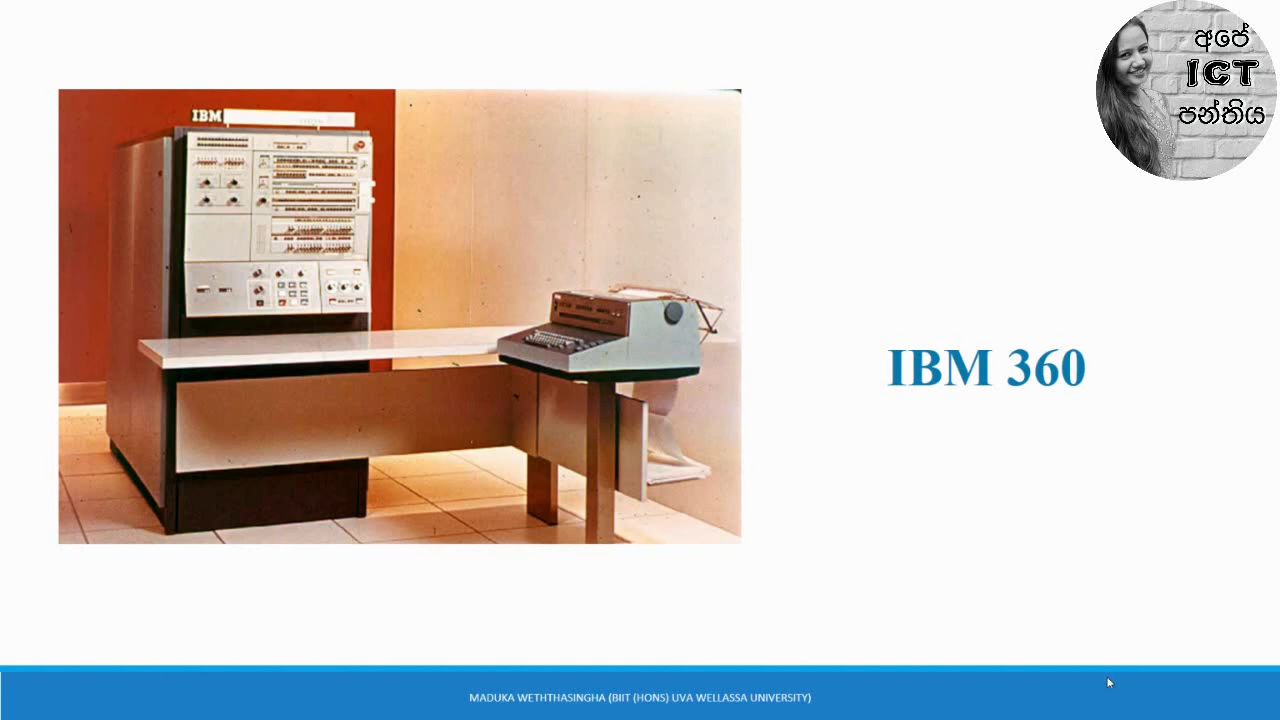 අපේ
ICT
පන්තිය
IBM
IBM 360
MADUKA WETHTHASINGHA (BIIT (HONS) UVA WELLASSA UNIVERSITY)